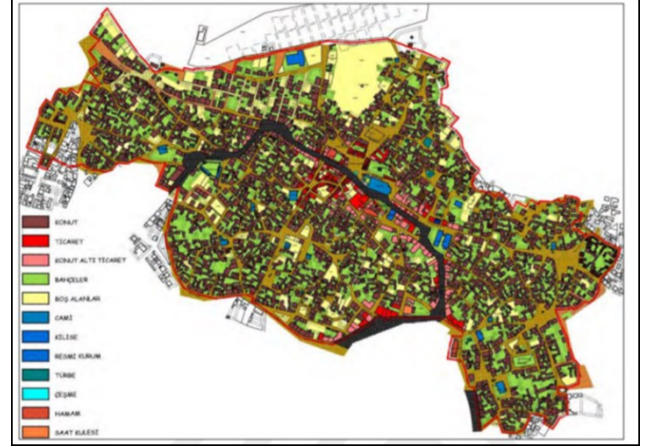 KONUT
TİCARET
KONUT ALTI TİCARET
BAHÇELER
BOŞ ALANLAR
CAMİ
KİLİSE
RESMİ KURUM
TÜRBE
ÇEŞME
HAMAM
SAAT KULESİ